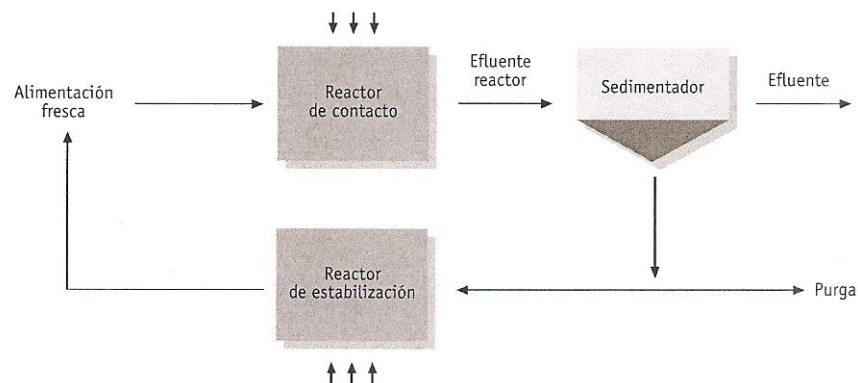 Alimentación
fresca
Reactor
de contacto
Efluente
reactor
Sedimentador
Efluente
Reactor
de estabilización
Purga